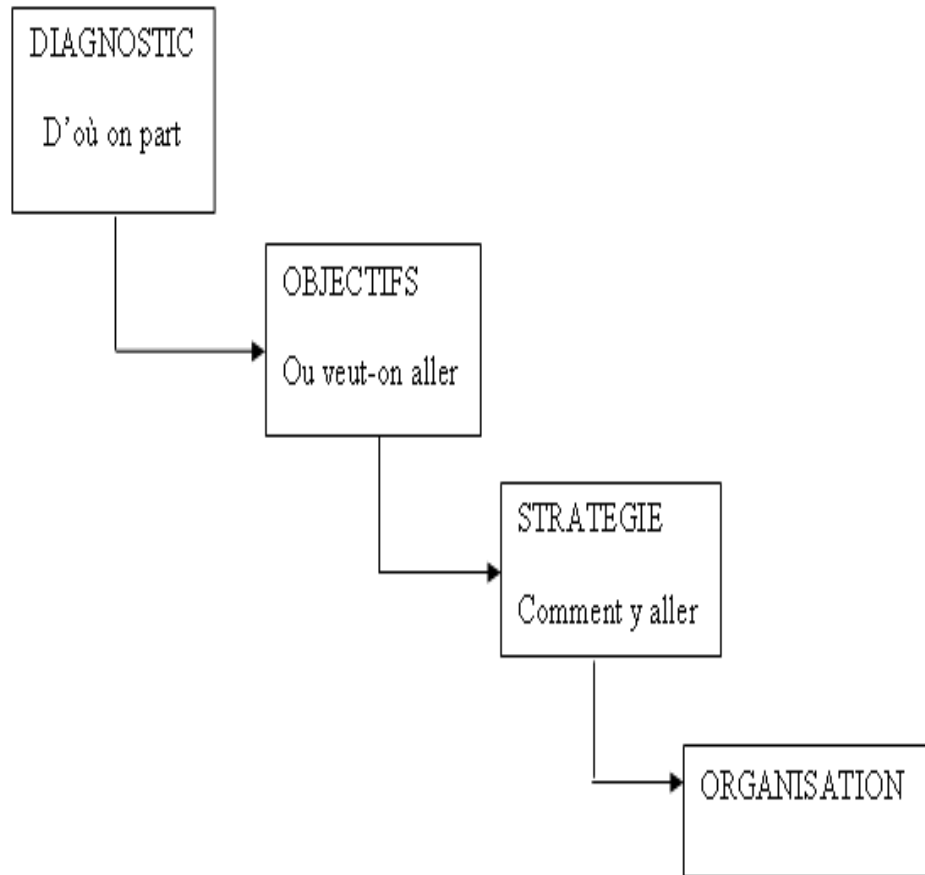 DIAGNOSTIC
D'où on part
OBJECTIFS
Ou veut-on aller
STRATEGIE
Comment y aller
ORGANISATION